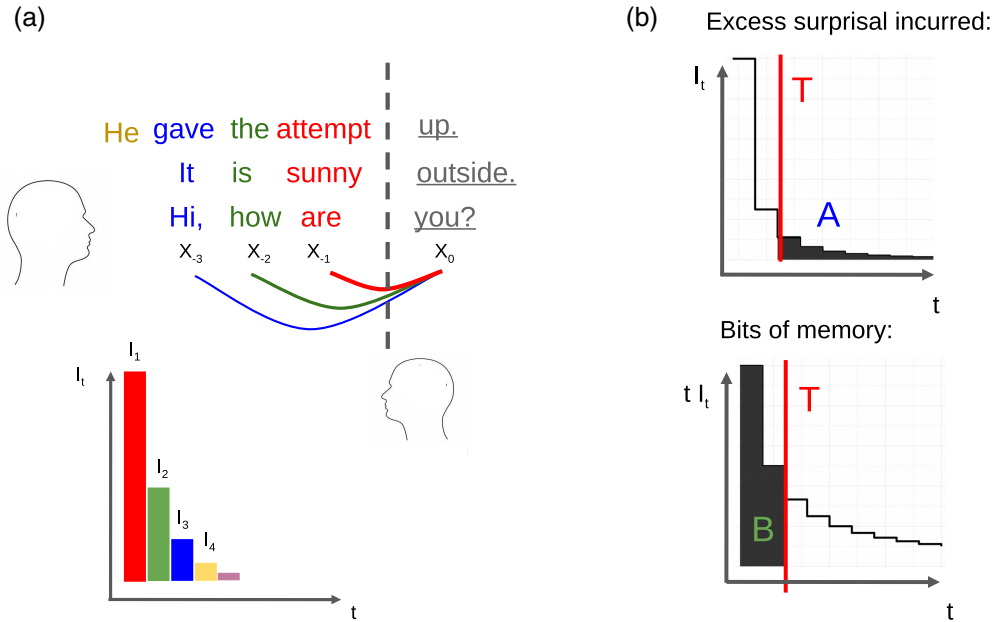 (a)
He gave the attempt up.
It is sunny outside.
Hi, how are you?
X-3 X-2 X-1 X0
I1
It
I2
I3
I4
t
(b)
Excess surprisal incurred:
It
T
A
t
Bits of memory:
t It
T
B
t